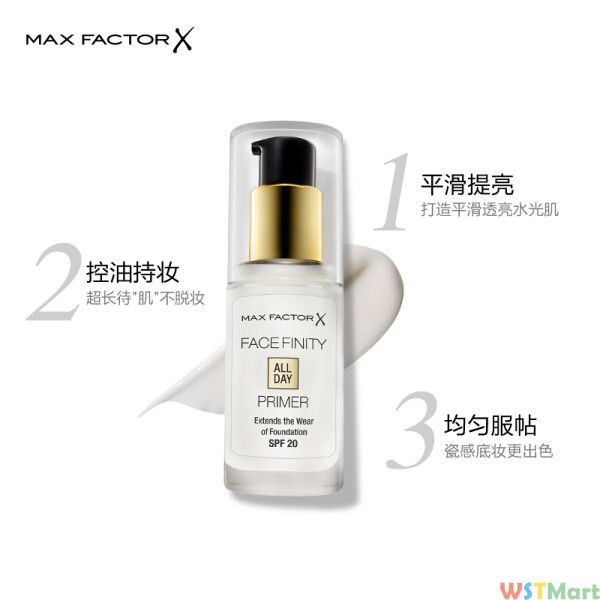 MAX FACTOR X
1
平滑提亮
打造平滑透亮水光肌
2
控油持妆
超长待"肌"不脱妆
MAX FACTOR X
FACEFINITY
ALL
DAY
PRIMER
Extends the Wear
of Foundation
SPF 20
3
均匀服帖
瓷感底妆更出色
WSTMart